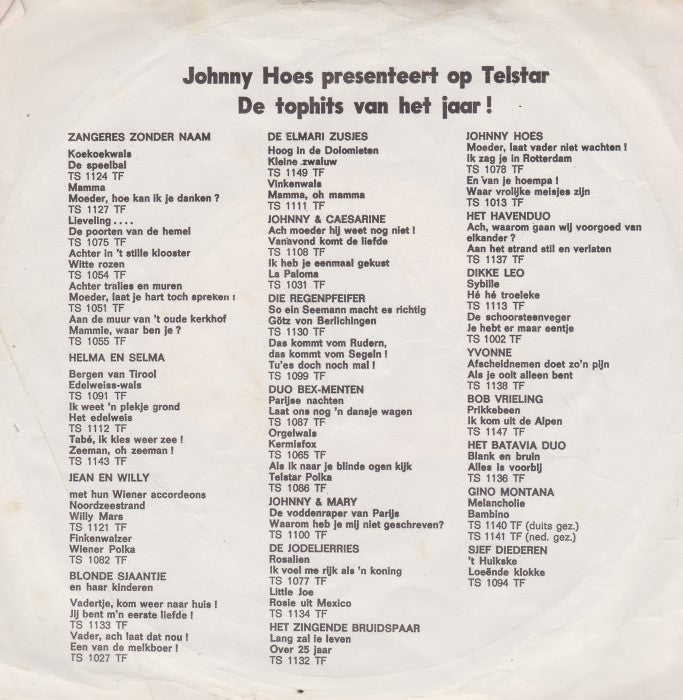 Johnny Hoes presenteert op Telstar
De tophits van het jaar!
ZANGERES ZONDER NAAM
Koekoekwals
De speelbal
TS 1124 TF
Mamma
Moeder, hoe kan ik je danken?
TS 1127 TF
Lieveling....
De poorten van de hemel
TS 1075 TF
Achter in 't stille klooster
Witte rozen
TS 1054 TF
Achter tralies en muren
Moeder, laat je hart toch spreken!
TS 1051 TF
Aan de muur van 't oude kerkhof
Mammie, waar ben je?
TS 1055 TF
HELMA EN SELMA
Bergen van Tirool
Edelweiss-wals
TS 1091 TF
Ik weet 'n plekje grond
Het edelweis
TS 1112 TF
Tabé, ik kies weer zee!
Zeeman, oh zeeman!
TS 1143 TF
JEAN EN WILLY
met hun Wiener accordeons
Noordzeestrand
Willy Mars
TS 1121 TF
Finkenwalzer
Wiener Polka
TS 1082 TF
BLONDE SJAANTJE
en haar kinderen
Vadertje, kom weer naar huis!
Jij bent m'n eerste liefde!
TS 1133 TF
Vader, ach laat dat nou!
Een van de melkboer!
TS 1027 TF
DE ELMARI ZUSJES
Hoog in de Dolomieten
Kleine zwaluw
TS 1149 TF
Vinkenwals
Mamma, oh mamma
TS 1111 TF
JOHNNY & CAESARINE
Ach moeder hij weet nog niet!
Vanavond komt de liefde
TS 1108 TF
Ik heb je eenmaal gekust
La Paloma
TS 1031 TF
DIE REGENPFEIFER
So ein Seemann macht es richtig
Götz von Berlichingen
TS 1130 TF
Das kommt vom Rudern,
das kommt vom Segeln!
Tu'es doch noch mal!
TS 1099 TF
DUO BEX-MENTEN
Parijse nachten
Laat ons nog 'n dansje wagen
TS 1087 TF
Orgelwals
Kermisfox
TS 1065 TF
Als ik naar je blinde ogen kijk
Telstar Polka
TS 1086 TF
JOHNNY & MARY
De voddenraper van Parijs
Waarom heb je mij niet geschreven?
TS 1100 TF
DE JODELJERRIES
Rosalien
Ik voel me rijk als 'n koning
TS 1077 TF
Little Joe
Rosie uit Mexico
TS 1134 TF
HET ZINGENDE BRUIDSPAAR
Lang zal ie leven
Over 25 jaar
TS 1132 TF
JOHNNY HOES
Moeder, laat vader niet wachten!
Ik zag je in Rotterdam
TS 1078 TF
En van je hoempa!
Waar vrolijke meisjes zijn
TS 1013 TF
HET HAVENDUO
Ach, waarom gaan wij voorgoed van
elkander?
Aan het strand stil en verlaten
TS 1137 TF
DIKKE LEO
Sybille
Hé hé troeleke
TS 1113 TF
De schoorsteenveger
Je hebt er maar eentje
TS 1002 TF
YVONNE
Afscheidnemen doet zo'n pijn
Als je ooit alleen bent
TS 1138 TF
BOB VRIELING
Prikkebeen
Ik kom uit de Alpen
TS 1147 TF
HET BATAVIA DUO
Blank en bruin
Alles is voorbij
TS 1136 TF
GINO MONTANA
Melancholie
Bambino
TS 1140 TF (duits gez.)
TS 1141 TF (ned. gez.)
SJEF DIEDEREN
't Huikske
Loeënde klokke
TS 1094 TF